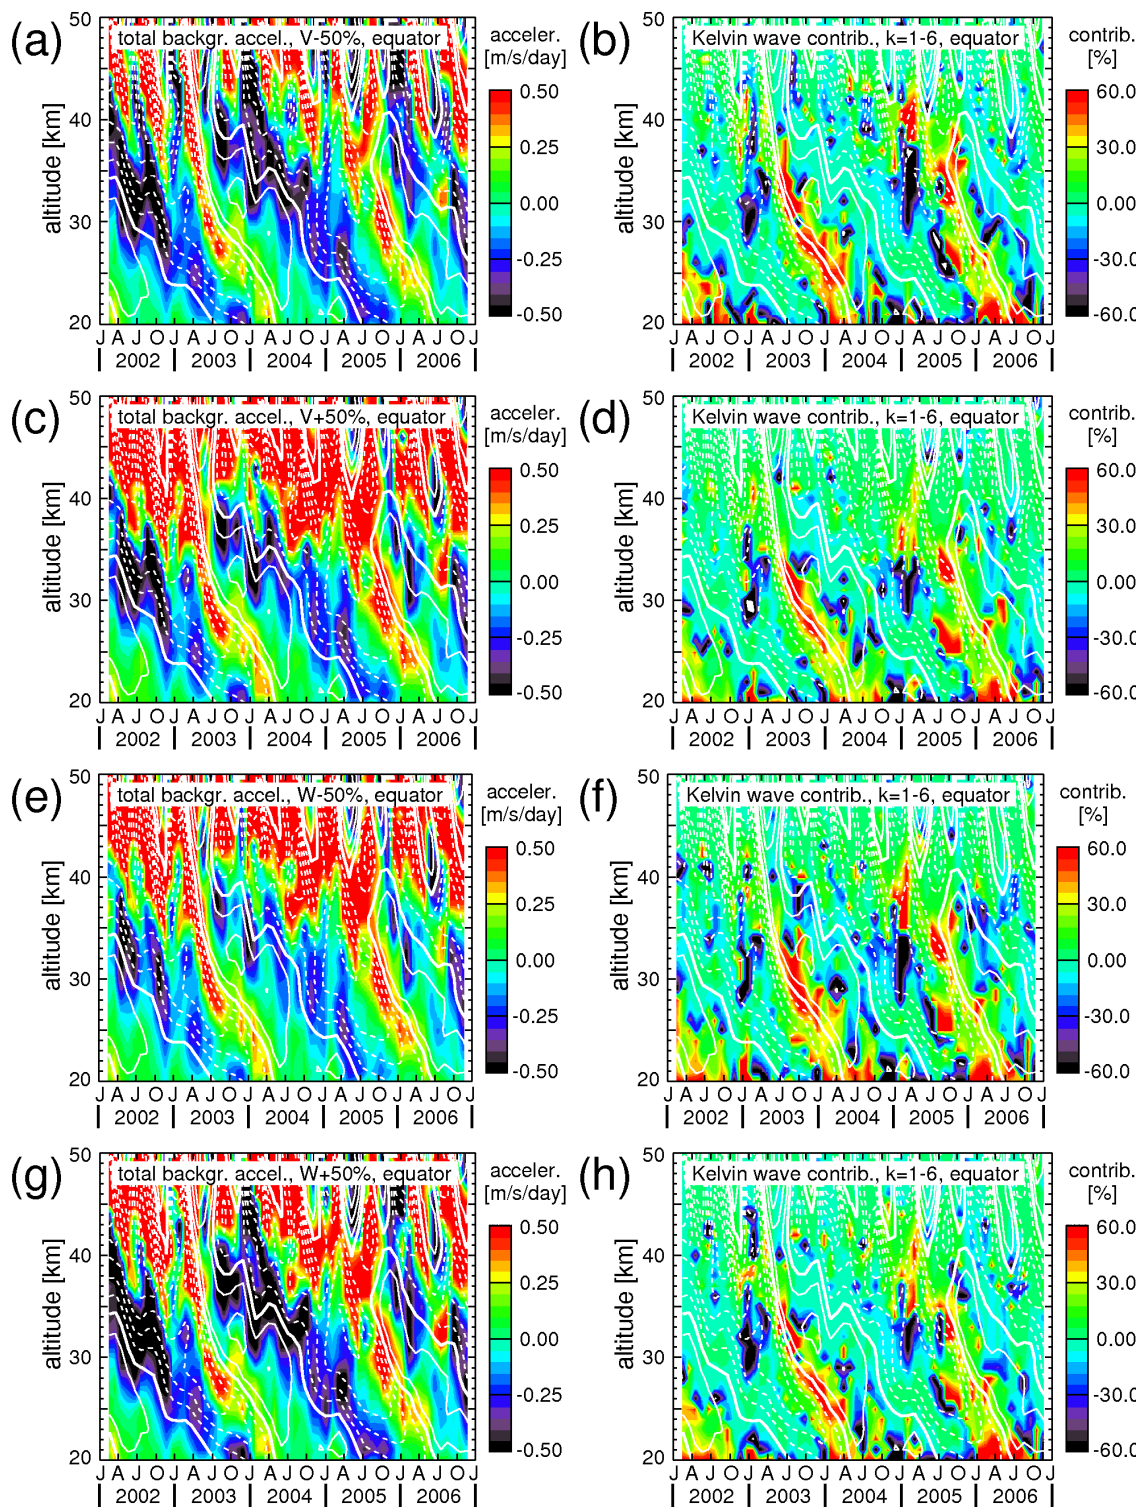 (a)
total backgr. accel., V-50%, equator
acceler.
[m/s/day]
altitude [km]
50
40
30
20
0.50
0.25
0.00
-0.25
-0.50
J A J O J A J O J A J O J A J O J A J O J
2002 2003 2004 2005 2006
(b)
Kelvin wave contrib., k=1-6, equator
contrib.
[%]
altitude [km]
50
40
30
20
60.0
30.0
0.00
-30.0
-60.0
J A J O J A J O J A J O J A J O J A J O J
2002 2003 2004 2005 2006
(c)
total backgr. accel., V+50%, equator
acceler.
[m/s/day]
altitude [km]
50
40
30
20
0.50
0.25
0.00
-0.25
-0.50
J A J O J A J O J A J O J A J O J A J O J
2002 2003 2004 2005 2006
(d)
Kelvin wave contrib., k=1-6, equator
contrib.
[%]
altitude [km]
50
40
30
20
60.0
30.0
0.00
-30.0
-60.0
J A J O J A J O J A J O J A J O J A J O J
2002 2003 2004 2005 2006
(e)
total backgr. accel., W-50%, equator
acceler.
[m/s/day]
altitude [km]
50
40
30
20
0.50
0.25
0.00
-0.25
-0.50
J A J O J A J O J A J O J A J O J A J O J
2002 2003 2004 2005 2006
(f)
Kelvin wave contrib., k=1-6, equator
contrib.
[%]
altitude [km]
50
40
30
20
60.0
30.0
0.00
-30.0
-60.0
J A J O J A J O J A J O J A J O J A J O J
2002 2003 2004 2005 2006
(g)
total backgr. accel., W+50%, equator
acceler.
[m/s/day]
altitude [km]
50
40
30
20
0.50
0.25
0.00
-0.25
-0.50
J A J O J A J O J A J O J A J O J A J O J
2002 2003 2004 2005 2006
(h)
Kelvin wave contrib., k=1-6, equator
contrib.
[%]
altitude [km]
50
40
30
20
60.0
30.0
0.00
-30.0
-60.0
J A J O J A J O J A J O J A J O J A J O J
2002 2003 2004 2005 2006